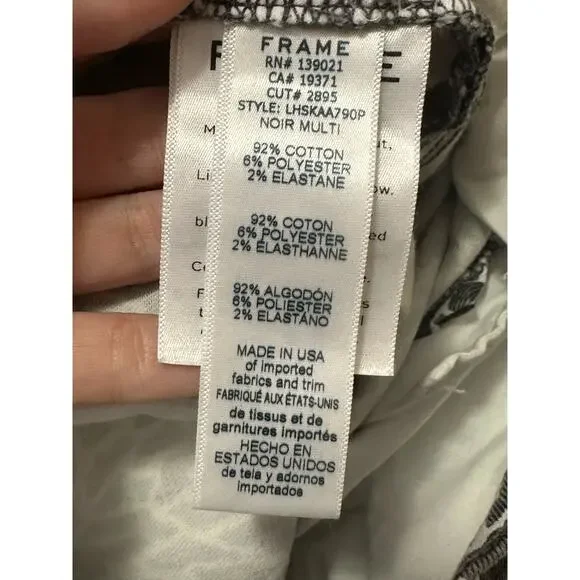 FRAME
RN# 139021
CA# 19371
CUT# 2895
STYLE: LHSKAA790P
NOIR MULTI
92% COTTON
6% POLYESTER
2% ELASTANE
92% COTON
6% POLYESTER
2% ÉLASTHANNE
92% ALGODÓN
6% POLIESTER
2% ELASTÁNO
MADE IN USA
of imported
fabrics and trim
FABRIQUÉ AUX ÉTATS-UNIS
de tissus et de
garnitures importés
HECHO EN
ESTADOS UNIDOS
de tela y adornos
importados